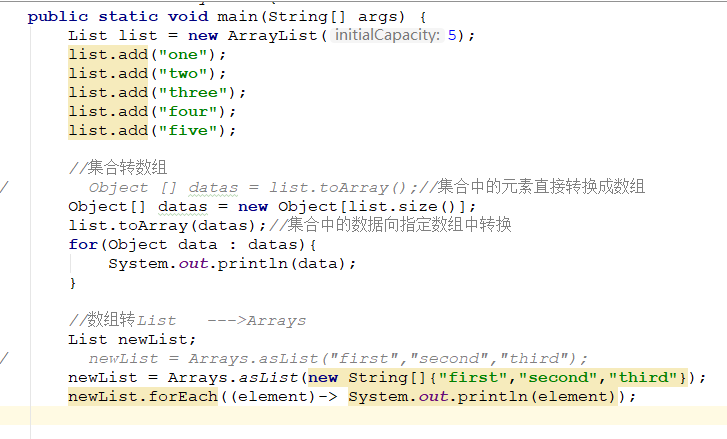 public static void main(String[] args) {
List list = new ArrayList( initialCapacity: 5);
list.add("one");
list.add("two");
list.add("three");
list.add("four");
list.add("five");
//集合转数组
/ Object [] datas = list.toArray();//集合中的元素直接转换成数组
Object[] datas = new Object[list.size()];
list.toArray(datas);//集合中的数据向指定数组中转换
for(Object data : datas){
System.out.println(data);
}
//数组转List --->Arrays
List newList;
/ newList = Arrays.asList("first","second","third");
newList = Arrays.asList(new String[]{"first","second","third"});
newList.forEach((element)-> System.out.println(element));